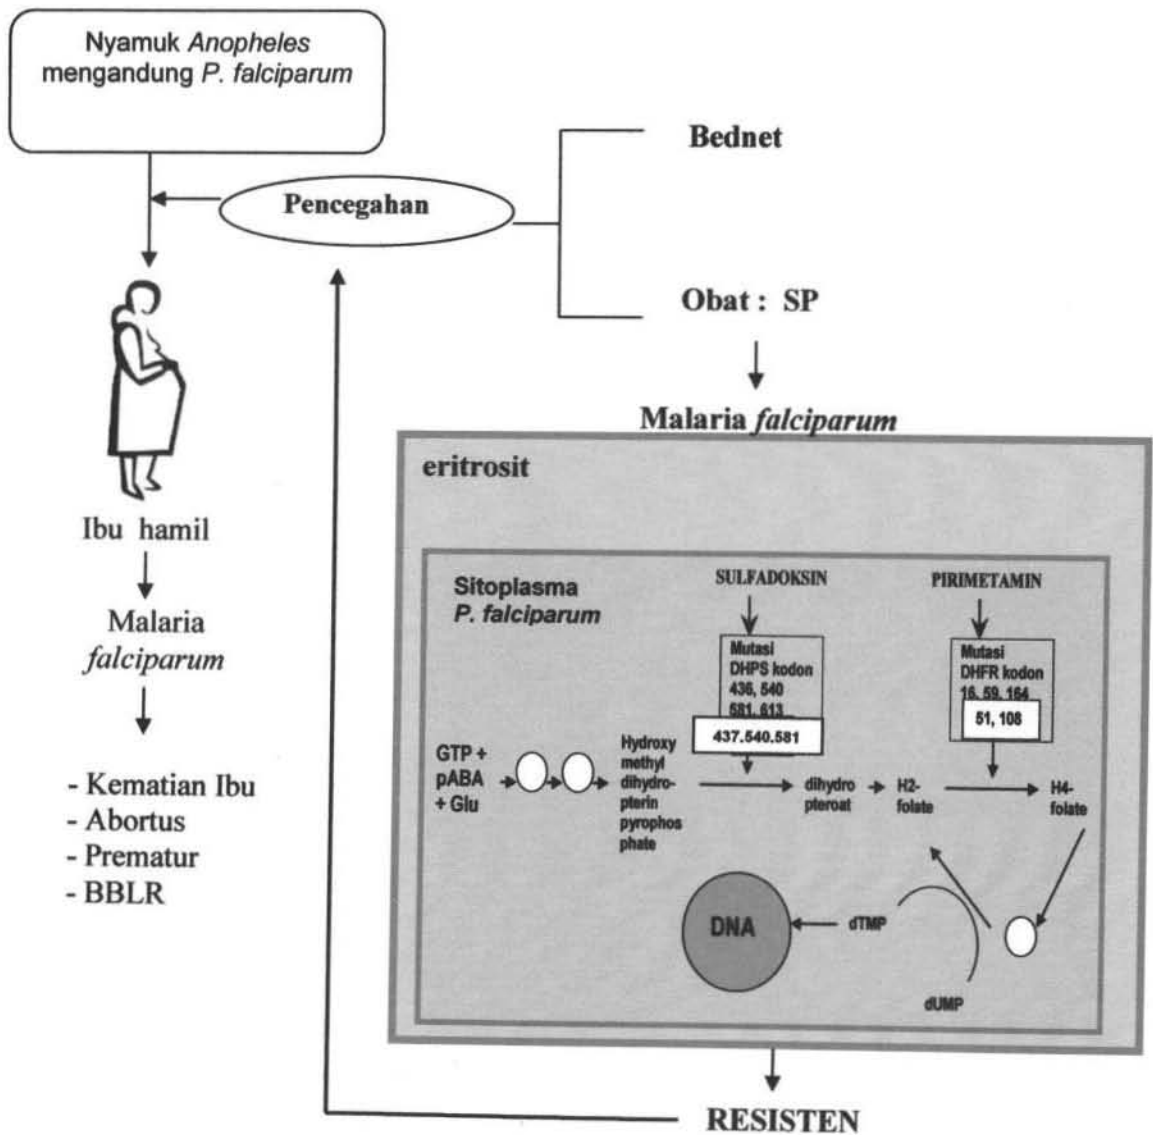 Nyamuk Anopheles
mengandung P. falciparum
Pencegahan
Bednet
Obat : SP
Malaria falciparum
Ibu hamil
Malaria
falciparum
- Kematian Ibu
- Abortus
- Prematur
- BBLR
eritrosit
Sitoplasma
P. falciparum
SULFADOKSIN
Mutasi
DHPS kodon
436, 540
581, 613
437.540.581
PIRIMETAMIN
Mutasi
DHFR kodon
16, 59, 164
51, 108
GTP +
pABA
+ Glu
Hydroxy
methyl
dihydro-
pterin
pyrophos
phate
dihydro
pteroat
H2-
folate
H4-
folate
DNA
dTMP
dUMP
RESISTEN